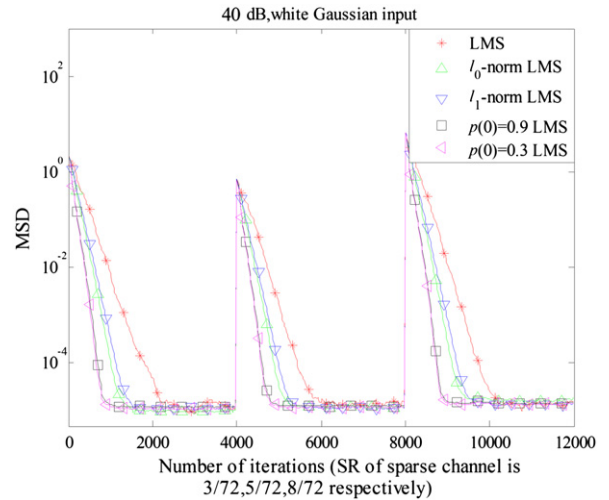 40 dB,white Gaussian input
10^2
10^0
10^-2
10^-4
MSD
LMS
l_0-norm LMS
l_1-norm LMS
p(0)=0.9 LMS
p(0)=0.3 LMS
0 2000 4000 6000 8000 10000 12000
Number of iterations (SR of sparse channel is
3/72,5/72,8/72 respectively)